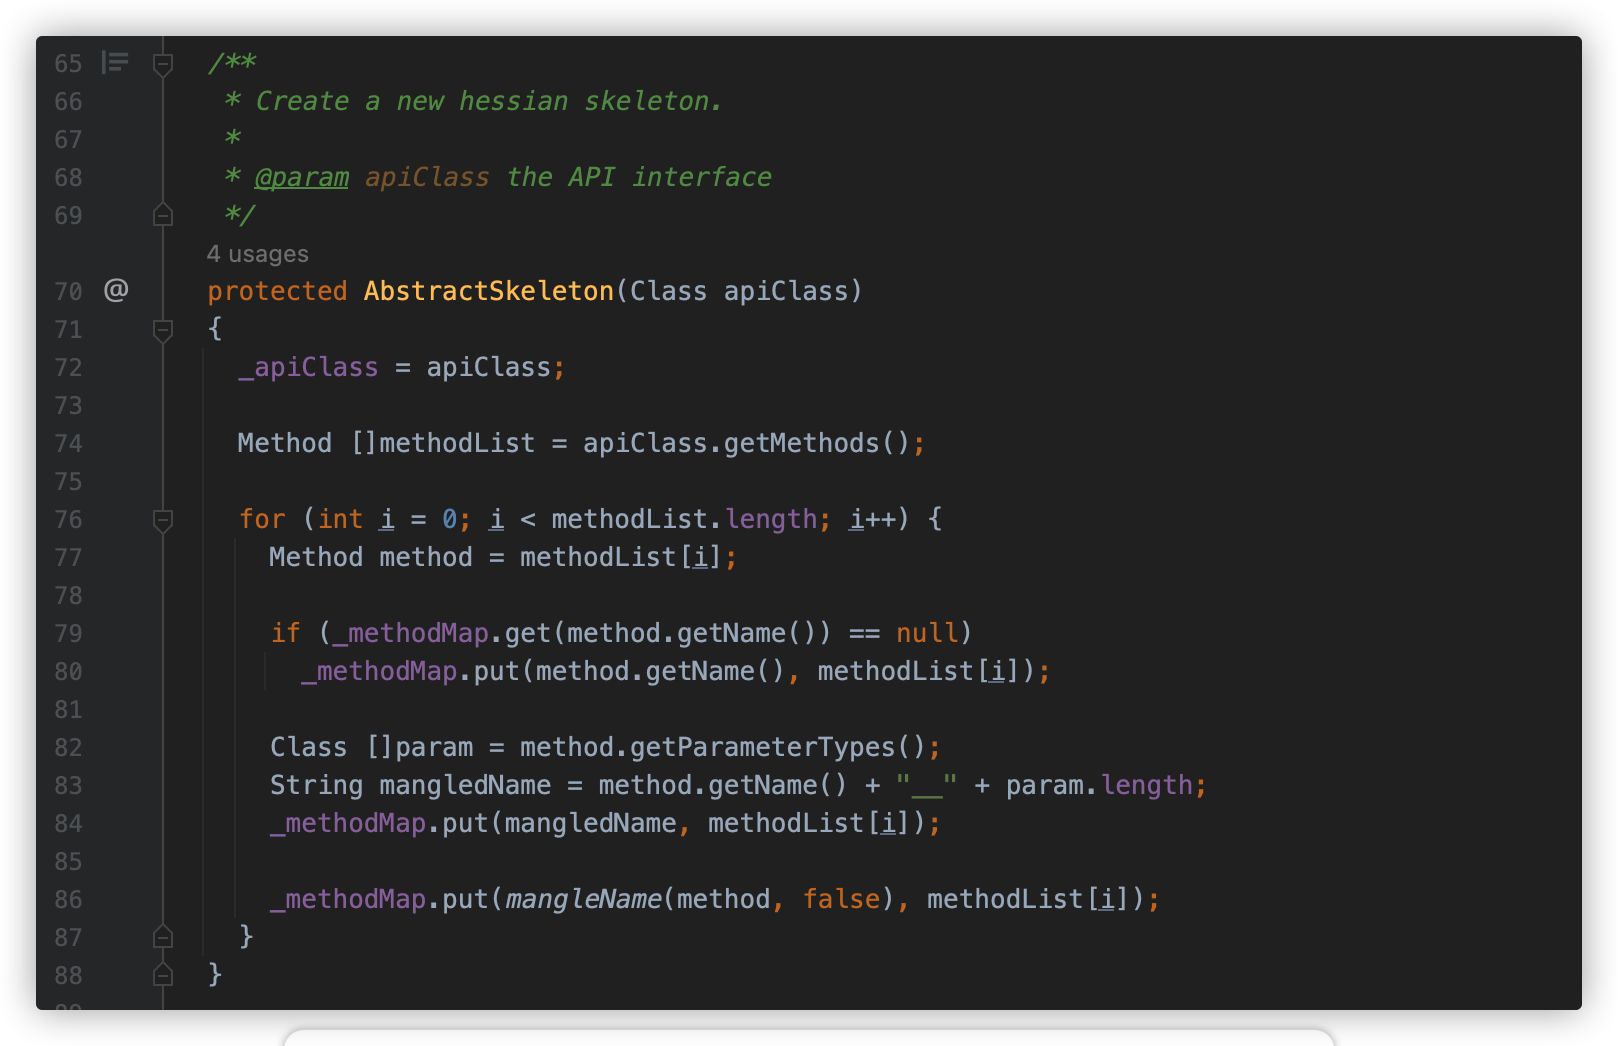 65 /**
66 * Create a new hessian skeleton.
67 *
68 * @param apiClass the API interface
69 */
4 usages
70 @ protected AbstractSkeleton(Class apiClass)
71 {
72 _apiClass = apiClass;
73
74 Method []methodList = apiClass.getMethods();
75
76 for (int i = 0; i < methodList.length; i++) {
77 Method method = methodList[i];
78
79 if (_methodMap.get(method.getName()) == null)
80 _methodMap.put(method.getName(), methodList[i]);
81
82 Class []param = method.getParameterTypes();
83 String mangledName = method.getName() + "__" + param.length;
84 _methodMap.put(mangledName, methodList[i]);
85
86 _methodMap.put(mangleName(method, false), methodList[i]);
87 }
88 }